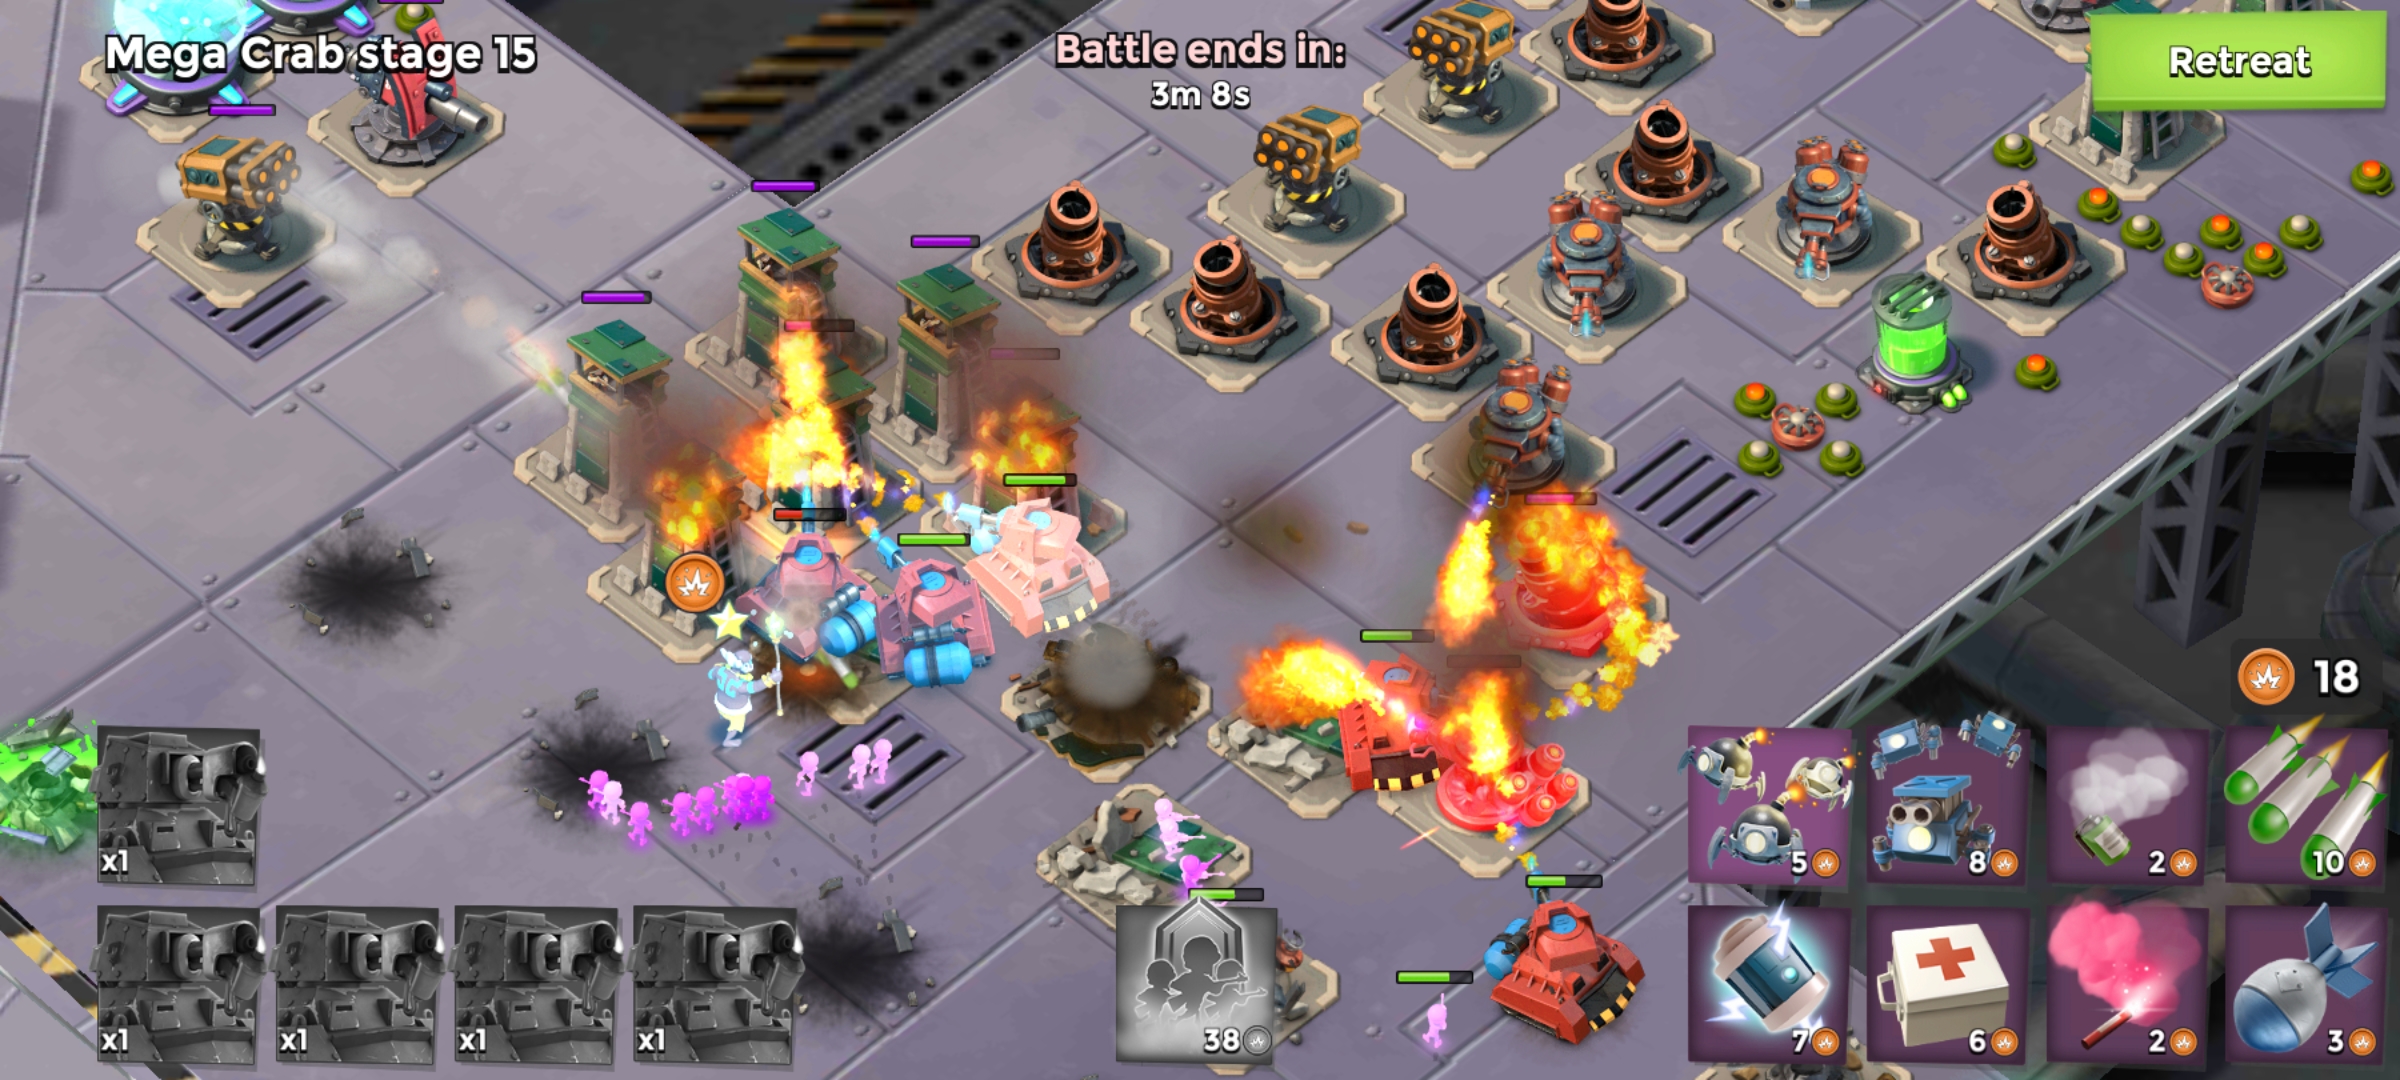 Mega Crab stage 15
Battle ends in:
3m 8s
Retreat
18
x1
5
8
2
10
x1
x1
x1
x1
38
7
6
2
3